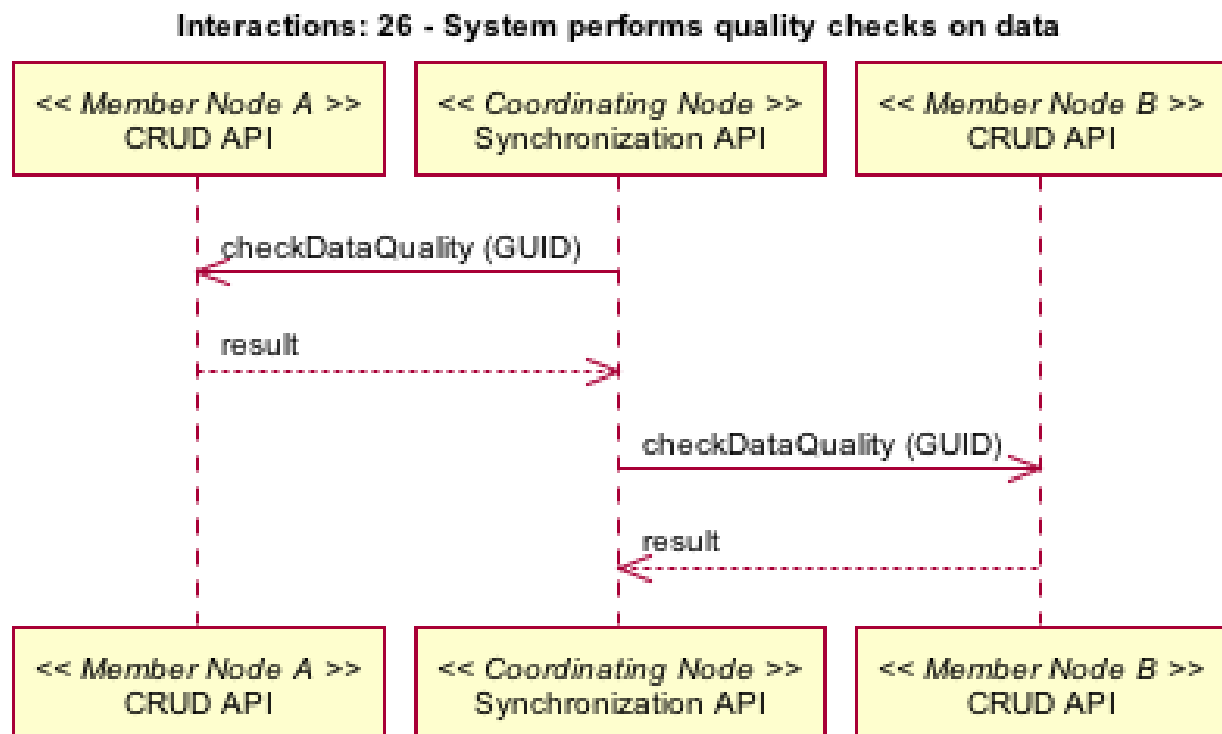 Interactions: 26 - System performs quality checks on data
<< Member Node A >>
CRUD API
<< Coordinating Node >>
Synchronization API
<< Member Node B >>
CRUD API
checkDataQuality (GUID)
result
checkDataQuality (GUID)
result
<< Member Node A >>
CRUD API
<< Coordinating Node >>
Synchronization API
<< Member Node B >>
CRUD API